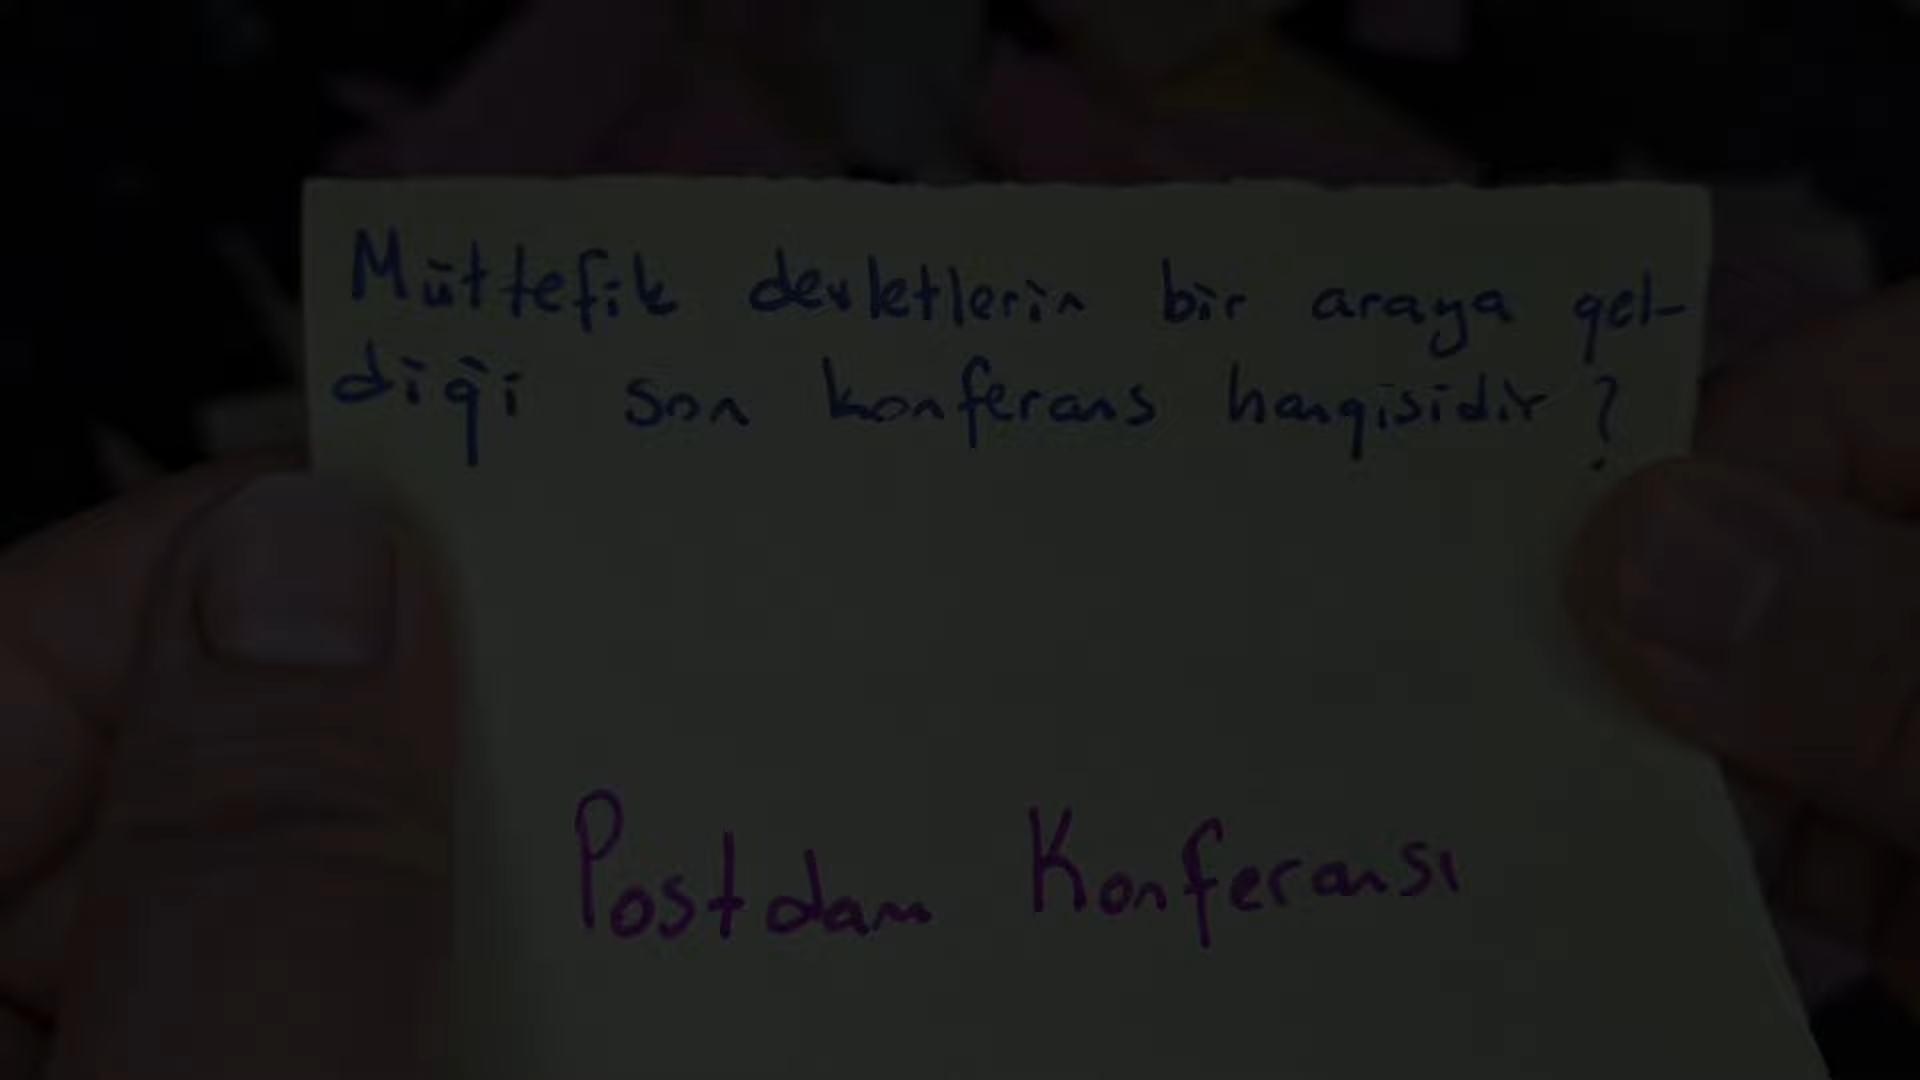 Müttefik devletlerin bir araya gel-
diği son konferans hangisidir?
Postdam Konferansı